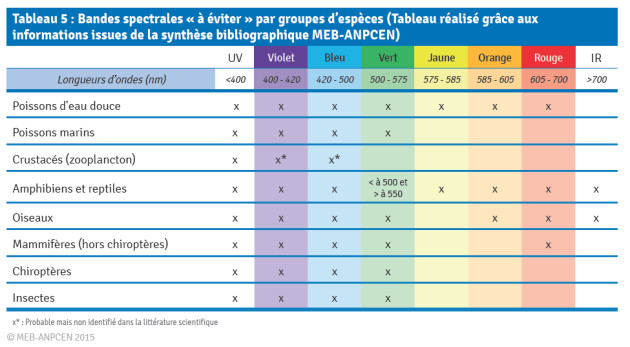 Tableau 5 : Bandes spectrales « à éviter » par groupes d'espèces (Tableau réalisé grâce aux
informations issues de la synthèse bibliographique MEB-ANPCEN)
UV Violet Bleu Vert Jaune Orange Rouge IR
Longueurs d'ondes (nm) <400 400 - 420 420 - 500 500 - 575 575 - 585 585 - 605 605 - 700 >700
Poissons d'eau douce x x x x x x x
Poissons marins x x x x
Crustacés (zooplancton) x x* x*
Amphibiens et reptiles x x x < à 500 et > à 550 x x x x
Oiseaux x x x x x x x
Mammifères (hors chiroptères) x x x x x
Chiroptères x x x x
Insectes x x x x
x* : Probable mais non identifié dans la littérature scientifique
© MEB-ANPCEN 2015